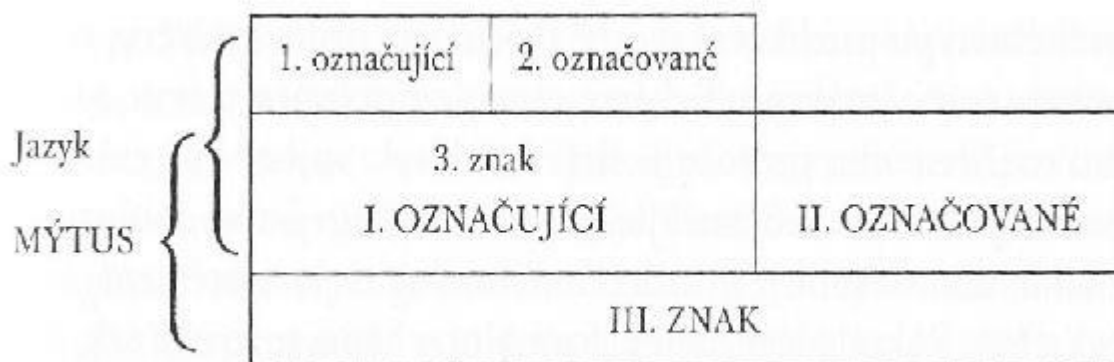 1. označující 2. označované
Jazyk
3. znak
MÝTUS I. OZNAČUJÍCÍ II. OZNAČOVANÉ
III. ZNAK